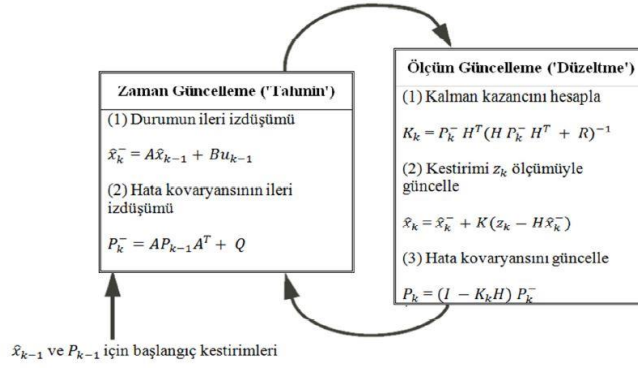 Zaman Güncelleme ('Tahmin')
(1) Durumun ileri izdüşümü
x̂ₖ⁻ = Ax̂ₖ₋₁ + Buₖ₋₁
(2) Hata kovaryansının ileri
izdüşümü
Pₖ⁻ = APₖ₋₁Aᵀ + Q
Ölçüm Güncelleme ('Düzeltme')
(1) Kalman kazancını hesapla
Kₖ = Pₖ⁻ Hᵀ(H Pₖ⁻ Hᵀ + R)⁻¹
(2) Kestirimi zₖ ölçümüyle
güncelle
x̂ₖ = x̂ₖ⁻ + K(zₖ − Hx̂ₖ⁻)
(3) Hata kovaryansını güncelle
Pₖ = (I − KₖH) Pₖ⁻
x̂ₖ₋₁ ve Pₖ₋₁ için başlangıç kestirimleri